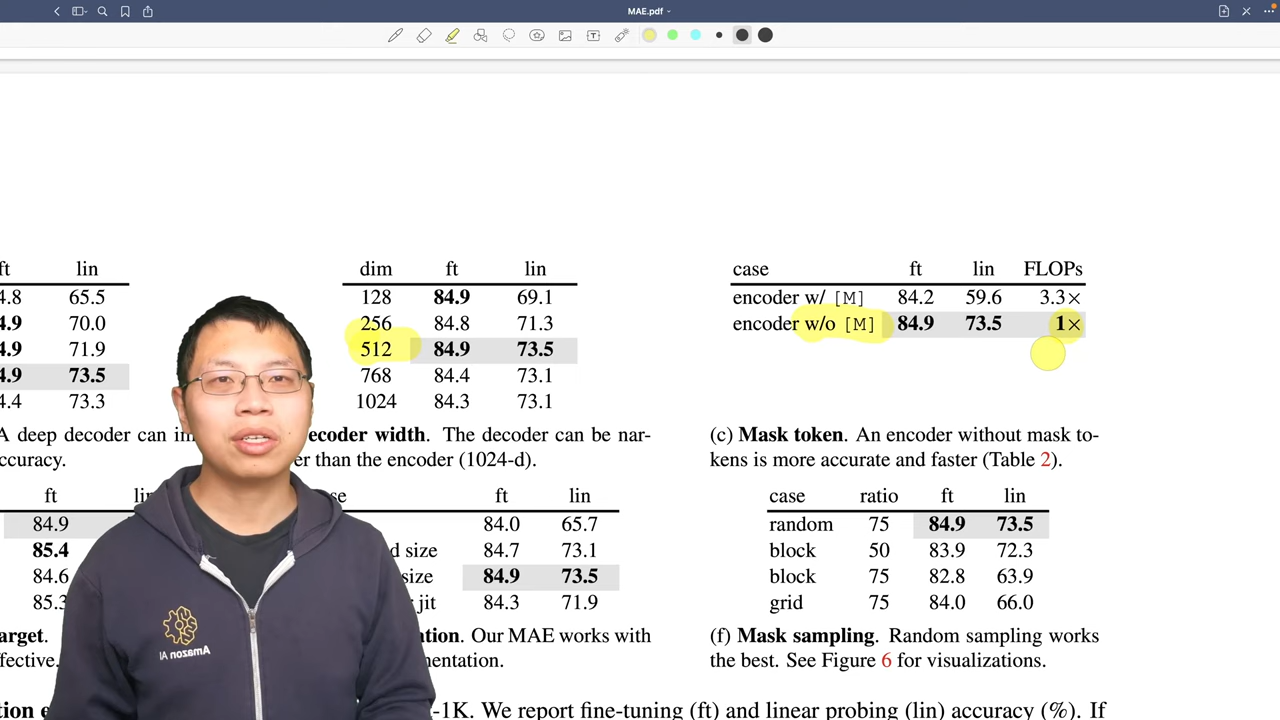 MAE.pdf
ft lin
4.8 65.5
4.9 70.0
4.9 71.9
4.9 73.5
4.4 73.3
A deep decoder can
ccuracy.
dim ft lin
128 84.9 69.1
256 84.8 71.3
512 84.9 73.5
768 84.4 73.1
1024 84.3 73.1
ecoder width. The decoder can be nar-
er than the encoder (1024-d).
case ft lin FLOPs
encoder w/ [M] 84.2 59.6 3.3×
encoder w/o [M] 84.9 73.5 1×
(c) Mask token. An encoder without mask to-
kens is more accurate and faster (Table 2).
ft
84.9
85.4
84.6
85.3
ft lin
84.0 65.7
d size 84.7 73.1
size 84.9 73.5
jit 84.3 71.9
Our MAE works with
case ratio ft lin
random 75 84.9 73.5
block 50 83.9 72.3
block 75 82.8 63.9
grid 75 84.0 66.0
(f) Mask sampling. Random sampling works
the best. See Figure 6 for visualizations.
-1K. We report fine-tuning (ft) and linear probing (lin) accuracy (%). If
Amazon AI